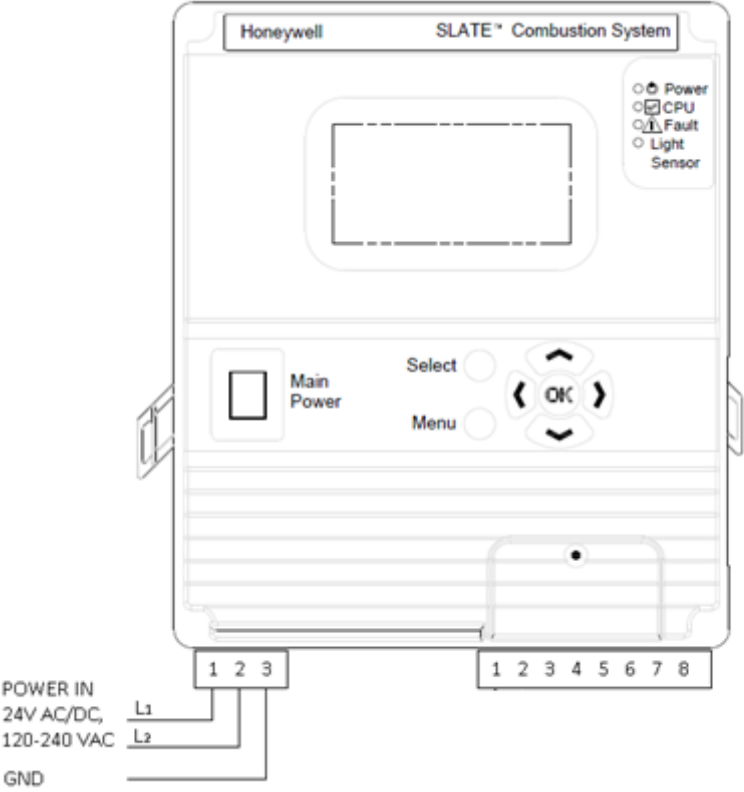 Honeywell SLATE™ Combustion System
Power
CPU
Fault
Light
Sensor
Select
Main
Power
OK
Menu
1 2 3
1 2 3 4 5 6 7 8
POWER IN
24V AC/DC, L1
120-240 VAC L2
GND